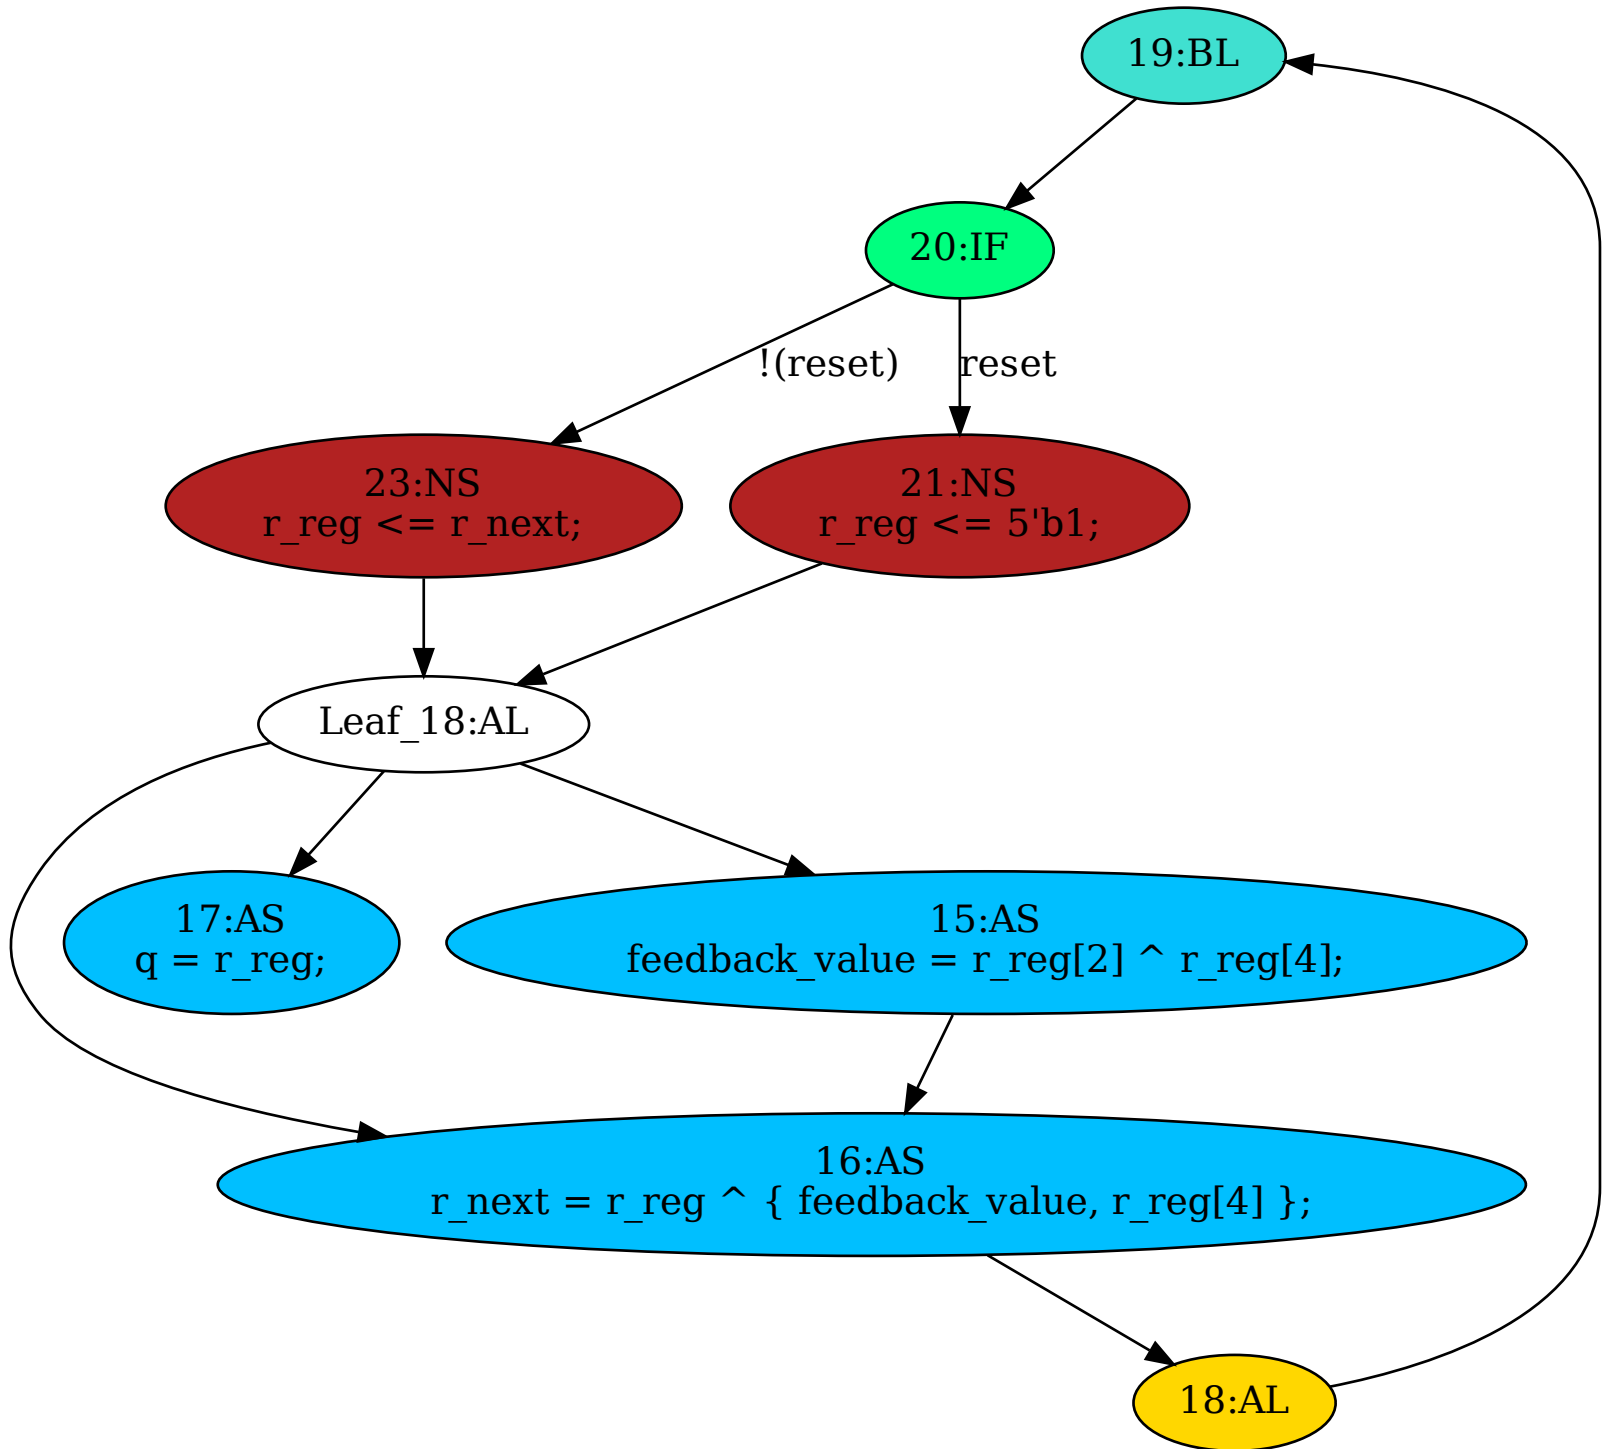 19:BL
20:IF
!(reset)
reset
23:NS
r_reg <= r_next;
21:NS
r_reg <= 5'b1;
Leaf_18:AL
17:AS
q = r_reg;
15:AS
feedback_value = r_reg[2] ^ r_reg[4];
16:AS
r_next = r_reg ^ { feedback_value, r_reg[4] };
18:AL